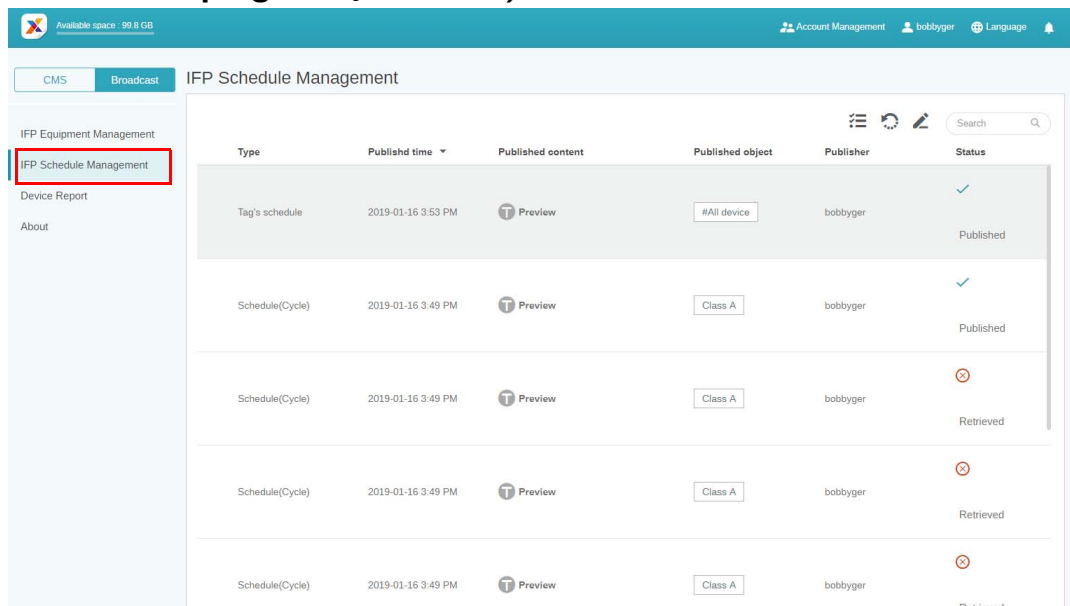 Available space : 99.8 GB
Account Management
bobbyger
Language
CMS
Broadcast
IFP Schedule Management
IFP Equipment Management
IFP Schedule Management
Device Report
About
Search
Type Publishd time Published content Published object Publisher Status
Tag's schedule 2019-01-16 3:53 PM T Preview #All device bobbyger
Published
Schedule(Cycle) 2019-01-16 3:49 PM T Preview Class A bobbyger
Published
Schedule(Cycle) 2019-01-16 3:49 PM T Preview Class A bobbyger
Retrieved
Schedule(Cycle) 2019-01-16 3:49 PM T Preview Class A bobbyger
Retrieved
Schedule(Cycle) 2019-01-16 3:49 PM T Preview Class A bobbyger